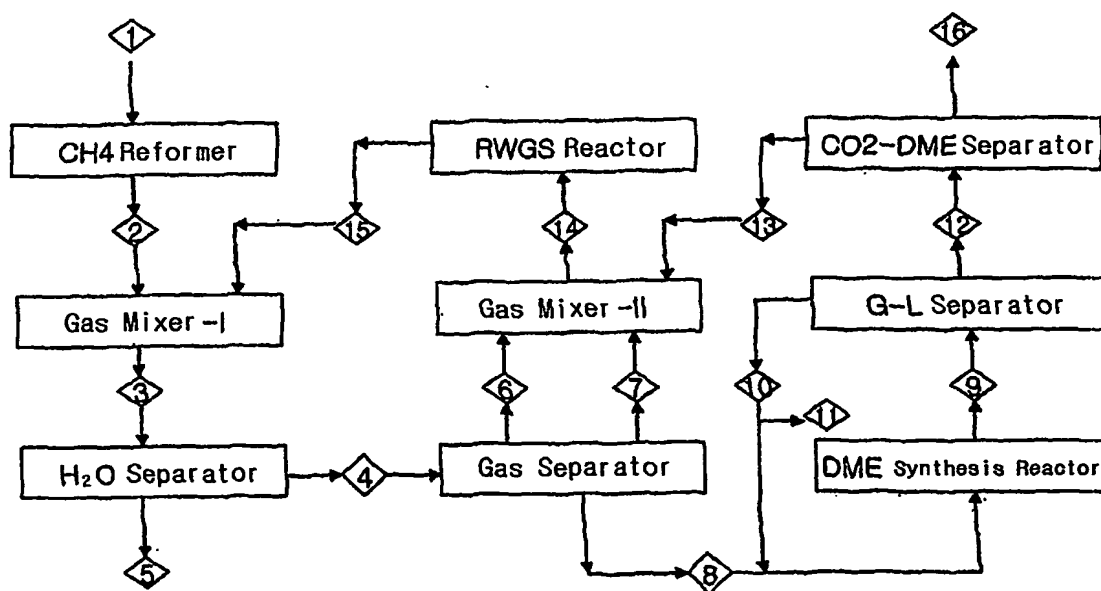 1
16
CH4 Reformer
RWGS Reactor
CO2-DME Separator
2
15
14
13
12
Gas Mixer-I
Gas Mixer-II
G-L Separator
3
6
7
10
11
9
H₂O Separator
4
Gas Separator
DME Synthesis Reactor
5
8